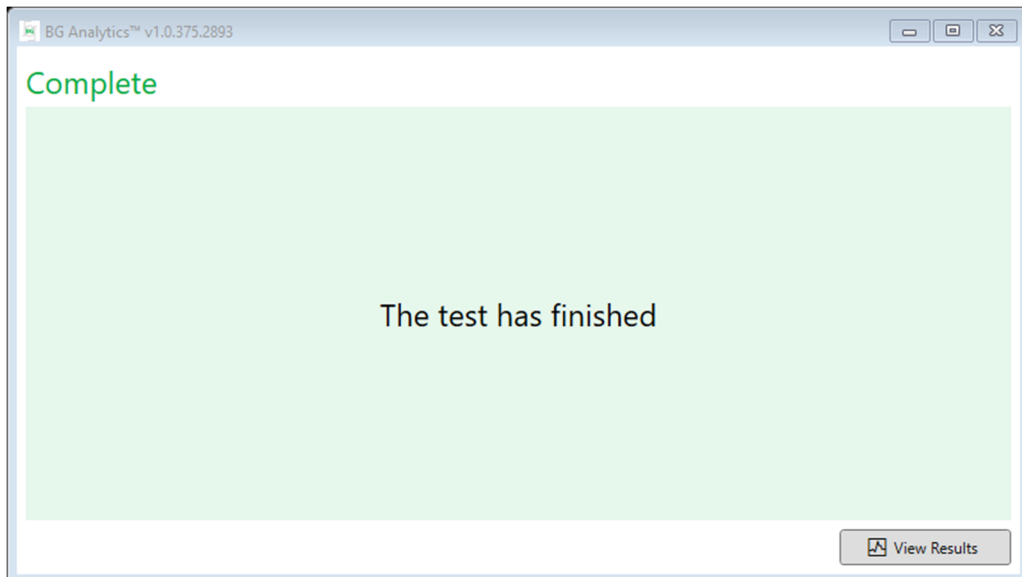 BG Analytics™ v1.0.375.2893
Complete
The test has finished
View Results